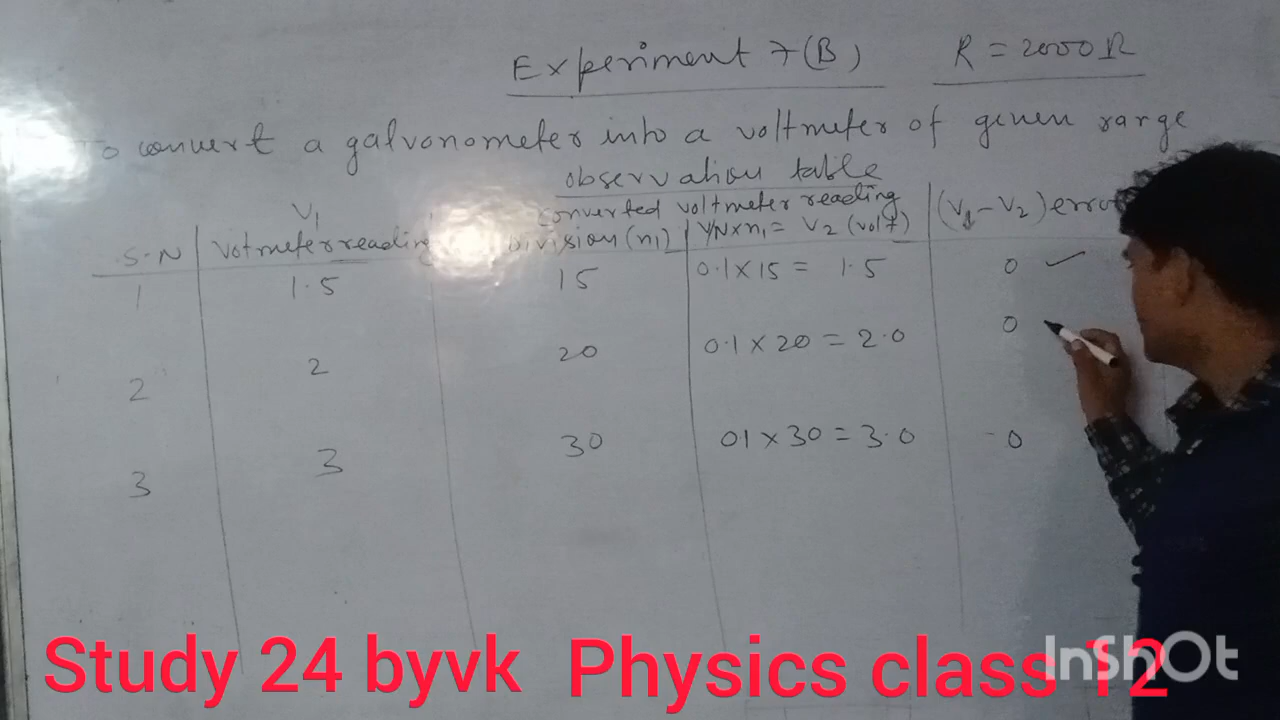 Experiment 7(B) R = 2000 Ω
To convert a galvonometer into a voltmeter of given range
observation table
V1 converted voltmeter reading (V1-V2) error
S.N Votmeter reading Division (n1) V/N×n1 = V2 (volt)
1 1.5 15 0.1 × 15 = 1.5 0 ✓
2 2 20 0.1 × 20 = 2.0 0
3 3 30 01 × 30 = 3.0 0
Study 24 byvk Physics class 12
InShOt